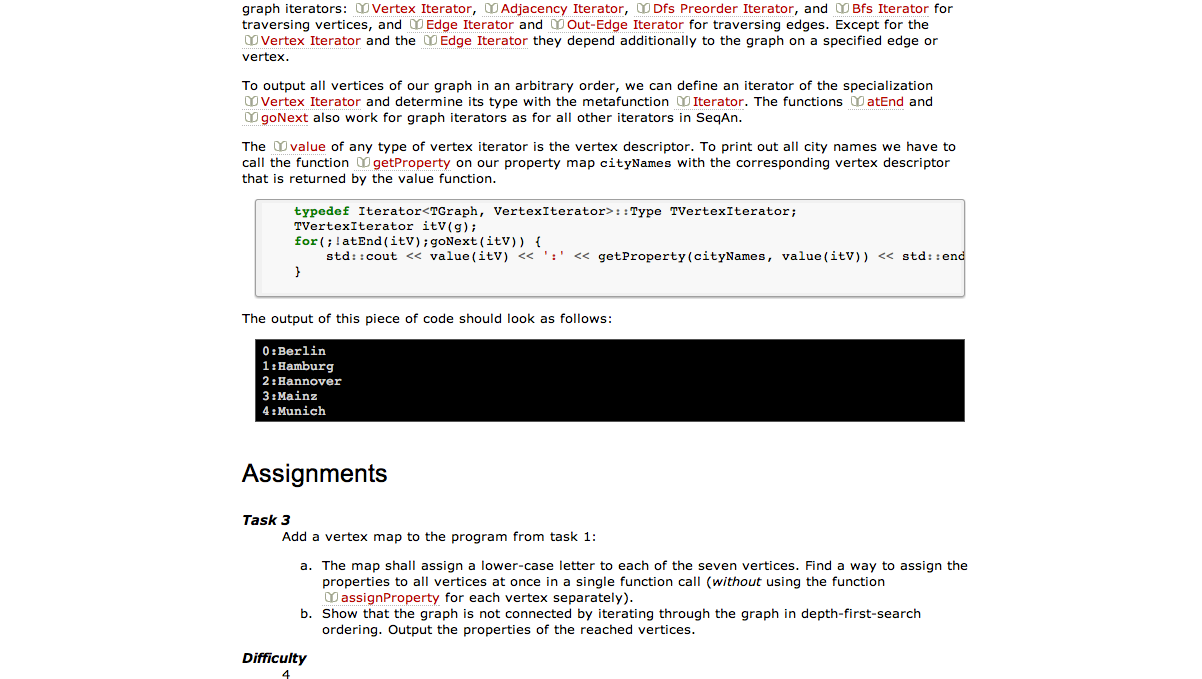 graph iterators: Vertex Iterator, Adjacency Iterator, Dfs Preorder Iterator, and Bfs Iterator for
traversing vertices, and Edge Iterator and Out-Edge Iterator for traversing edges. Except for the
Vertex Iterator and the Edge Iterator they depend additionally to the graph on a specified edge or
vertex.
To output all vertices of our graph in an arbitrary order, we can define an iterator of the specialization
Vertex Iterator and determine its type with the metafunction Iterator. The functions atEnd and
goNext also work for graph iterators as for all other iterators in SeqAn.
The value of any type of vertex iterator is the vertex descriptor. To print out all city names we have to
call the function getProperty on our property map cityNames with the corresponding vertex descriptor
that is returned by the value function.
typedef Iterator<TGraph, VertexIterator>::Type TVertexIterator;
TVertexIterator itV(g);
for(;!atEnd(itV);goNext(itV)) {
std::cout << value(itV) << ':' << getProperty(cityNames, value(itV)) << std::end
}
The output of this piece of code should look as follows:
0:Berlin
1:Hamburg
2:Hannover
3:Mainz
4:Munich
Assignments
Task 3
Add a vertex map to the program from task 1:
a. The map shall assign a lower-case letter to each of the seven vertices. Find a way to assign the
properties to all vertices at once in a single function call (without using the function
assignProperty for each vertex separately).
b. Show that the graph is not connected by iterating through the graph in depth-first-search
ordering. Output the properties of the reached vertices.
Difficulty
4